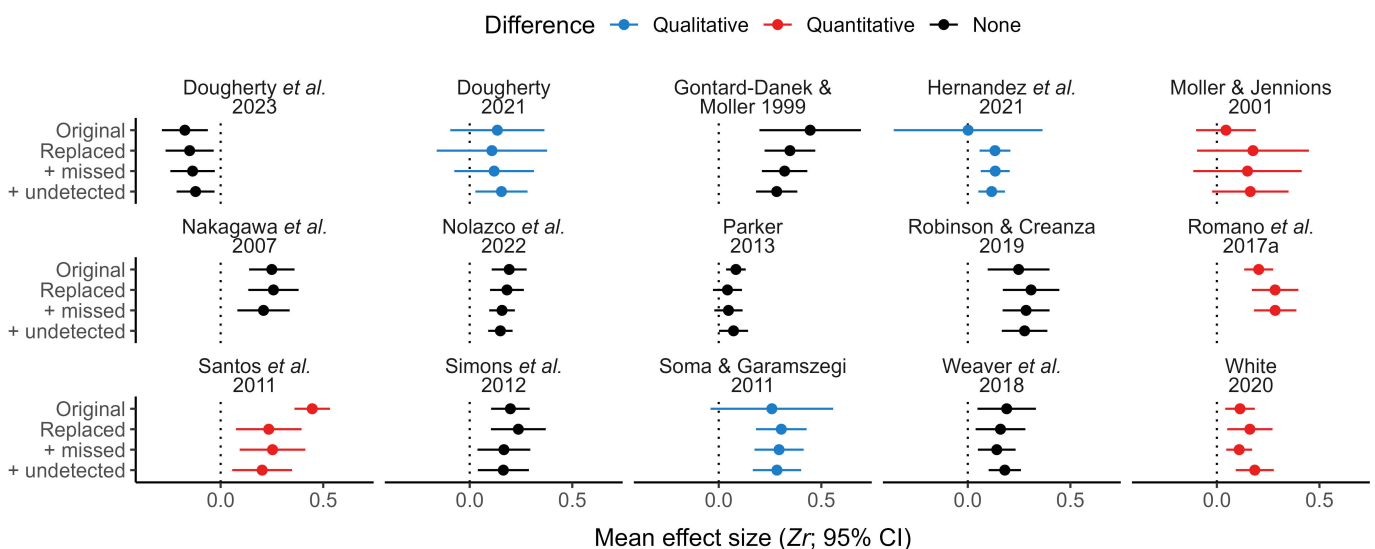 Difference Qualitative Quantitative None
Dougherty et al. Dougherty Gontard-Danek & Hernandez et al. Moller & Jennions
2023 2021 Moller 1999 2021 2001
Original
Replaced
+ missed
+ undetected
Nakagawa et al. Nolazco et al. Parker Robinson & Creanza Romano et al.
2007 2022 2013 2019 2017a
Original
Replaced
+ missed
+ undetected
Santos et al. Simons et al. Soma & Garamszegi Weaver et al. White
2011 2012 2011 2018 2020
Original
Replaced
+ missed
+ undetected
0.0 0.5 0.0 0.5 0.0 0.5 0.0 0.5 0.0 0.5
Mean effect size (Zr; 95% CI)